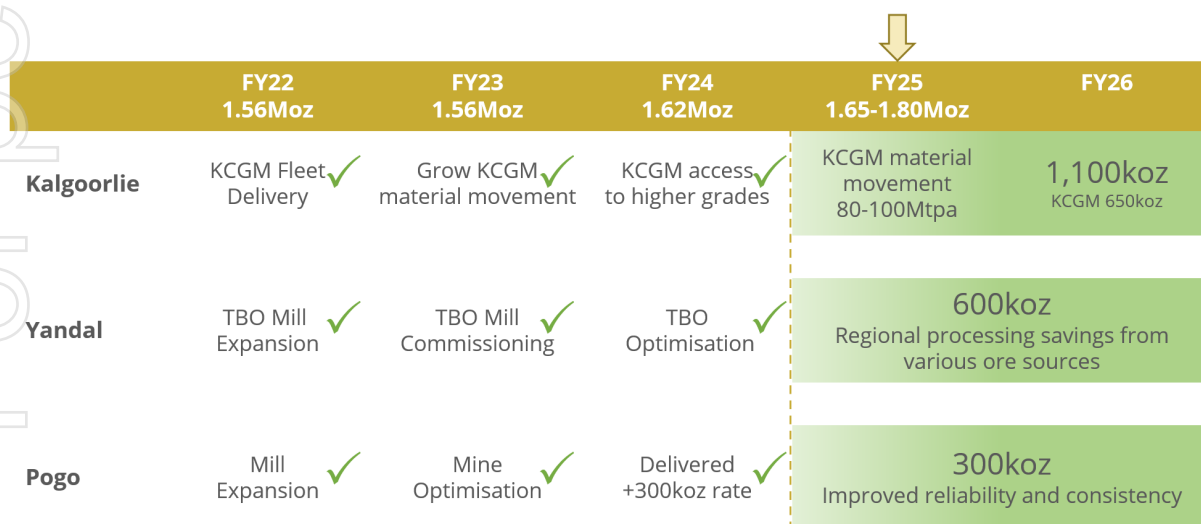 FY22
1.56Moz
FY23
1.56Moz
FY24
1.62Moz
FY25
1.65-1.80Moz
FY26
Kalgoorlie
KCGM Fleet
Delivery
Grow KCGM
material movement
KCGM access
to higher grades
KCGM material
movement
80-100Mtpa
1,100koz
KCGM 650koz
Yandal
TBO Mill
Expansion
TBO Mill
Commissioning
TBO
Optimisation
600koz
Regional processing savings from
various ore sources
Pogo
Mill
Expansion
Mine
Optimisation
Delivered
+300koz rate
300koz
Improved reliability and consistency